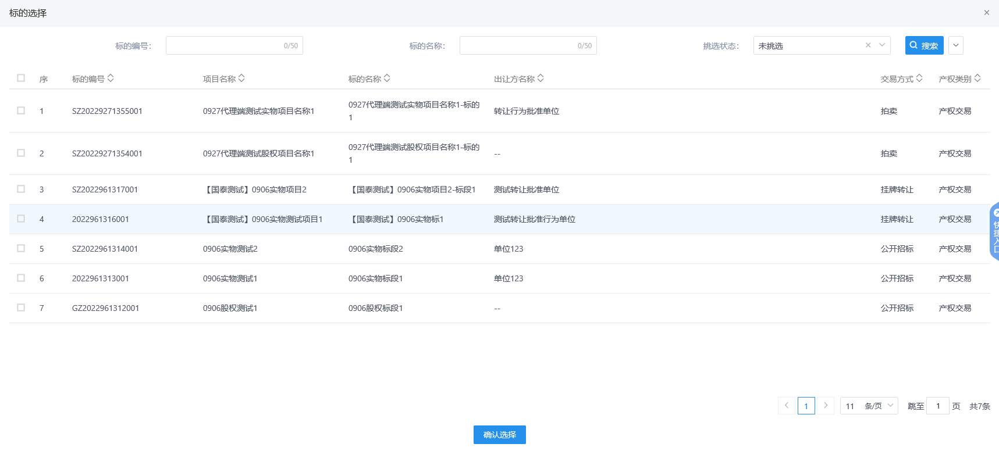 标的选择
标的编号： 0/50 标的名称： 0/50 挑选状态： 未挑选 搜索
序 标的编号 项目名称 标的名称 出让方名称 交易方式 产权类别
1 SZ20229271355001 0927代理端测试实物项目名称1 0927代理端测试实物项目名称1-标的
1 转让行为批准单位 拍卖 产权交易
2 SZ20229271354001 0927代理端测试股权项目名称1 0927代理端测试股权项目名称1-标的
1 -- 拍卖 产权交易
3 SZ2022961317001 【国泰测试】0906实物项目2 【国泰测试】0906实物项目2-标段1 测试转让批准单位 挂牌转让 产权交易
4 2022961316001 【国泰测试】0906实物测试项目1 【国泰测试】0906实物标1 测试转让批准行为单位 挂牌转让 产权交易
5 SZ2022961314001 0906实物测试2 0906实物标段2 单位123 公开招标 产权交易
6 2022961313001 0906实物测试1 0906实物标段1 单位123 公开招标 产权交易
7 GZ2022961312001 0906股权测试1 0906股权标段1 -- 公开招标 产权交易
快捷入口
1 11 条/页 跳至 1 页 共7条
确认选择